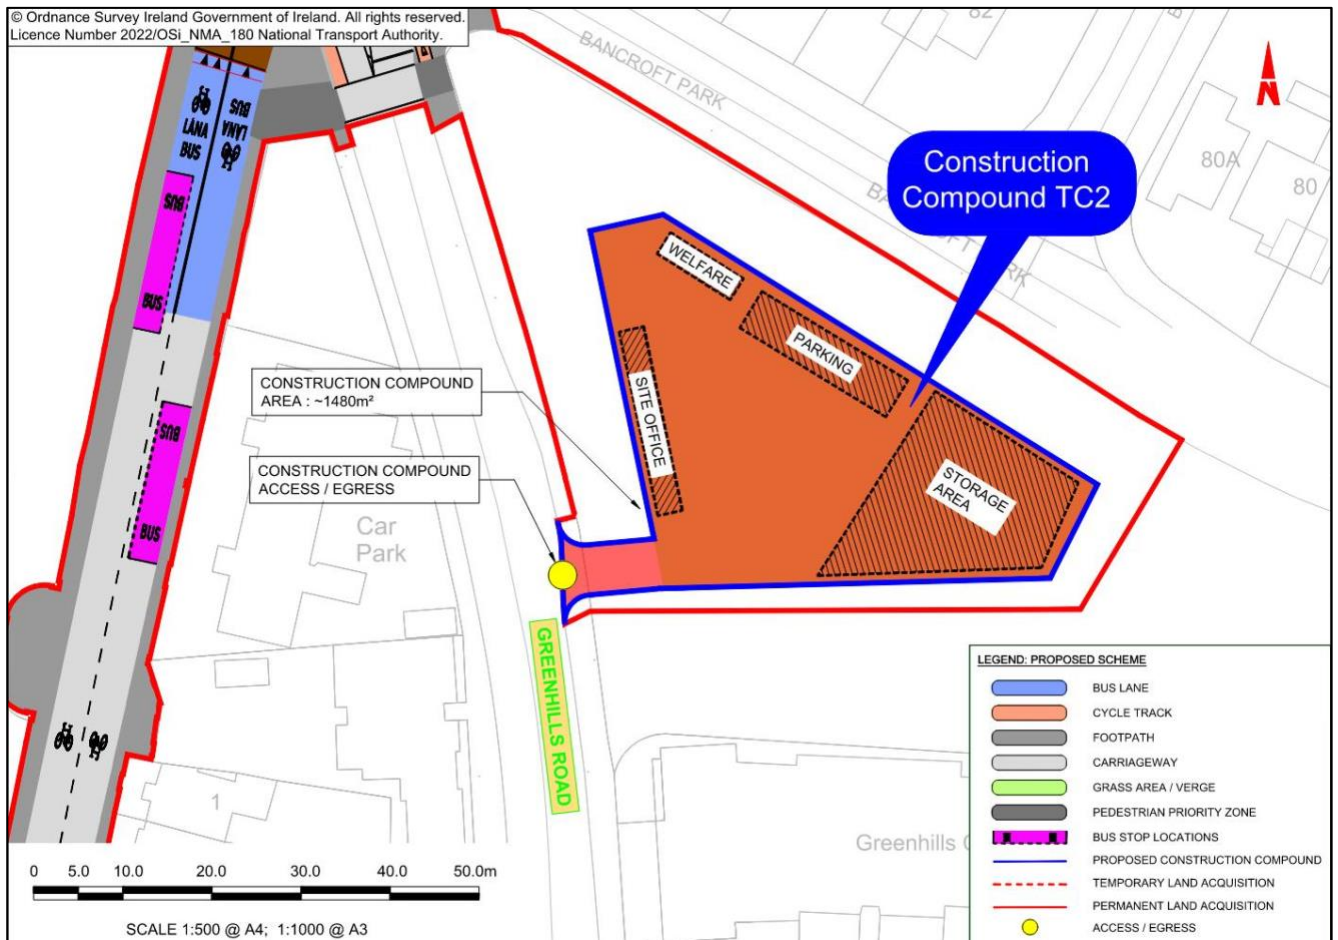 © Ordnance Survey Ireland Government of Ireland. All rights reserved.
Licence Number 2022/OSi_NMA_180 National Transport Authority.
82
BANCROFT PARK
N
LÁNA
BUS
LÁNA
BUS
80A
80
Construction
Compound TC2
BUS
BUS
WELFARE
PARKING
SITE OFFICE
STORAGE
AREA
CONSTRUCTION COMPOUND
AREA : ~1480m²
CONSTRUCTION COMPOUND
ACCESS / EGRESS
BUS
BUS
Car
Park
GREENHILLS ROAD
1
Greenhills
0 5.0 10.0 20.0 30.0 50.0m
SCALE 1:500 @ A4; 1:1000 @ A3
LEGEND: PROPOSED SCHEME
BUS LANE
CYCLE TRACK
FOOTPATH
CARRIAGEWAY
GRASS AREA / VERGE
PEDESTRIAN PRIORITY ZONE
BUS STOP LOCATIONS
PROPOSED CONSTRUCTION COMPOUND
TEMPORARY LAND ACQUISITION
PERMANENT LAND ACQUISITION
ACCESS / EGRESS